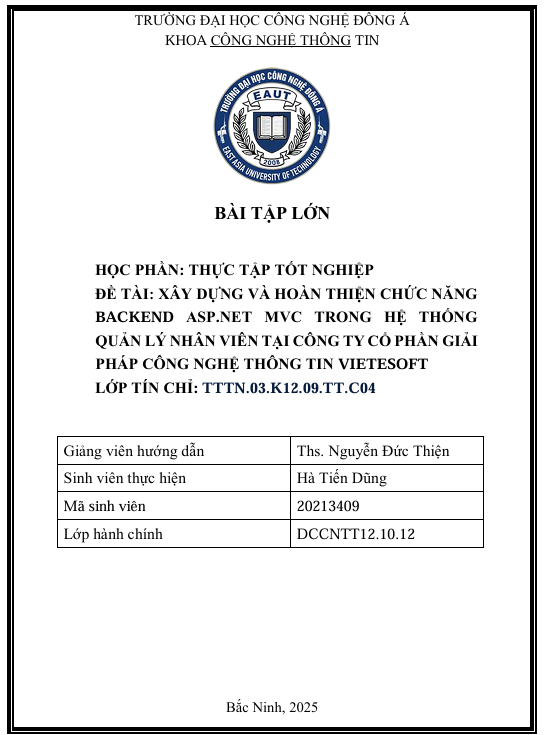 TRƯỜNG ĐẠI HỌC CÔNG NGHỆ ĐÔNG Á
KHOA CÔNG NGHỆ THÔNG TIN
TRƯỜNG ĐẠI HỌC CÔNG NGHỆ ĐÔNG Á
EAUT
2008
EAST ASIA UNIVERSITY OF TECHNOLOGY
BÀI TẬP LỚN
HỌC PHẦN: THỰC TẬP TỐT NGHIỆP
ĐỀ TÀI: XÂY DỰNG VÀ HOÀN THIỆN CHỨC NĂNG
BACKEND ASP.NET MVC TRONG HỆ THỐNG
QUẢN LÝ NHÂN VIÊN TẠI CÔNG TY CỔ PHẦN GIẢI
PHÁP CÔNG NGHỆ THÔNG TIN VIETESOFT
LỚP TÍN CHỈ: TTTN.03.K12.09.TT.C04
Giảng viên hướng dẫn Ths. Nguyễn Đức Thiện
Sinh viên thực hiện Hà Tiến Dũng
Mã sinh viên 20213409
Lớp hành chính DCCNTT12.10.12
Bắc Ninh, 2025